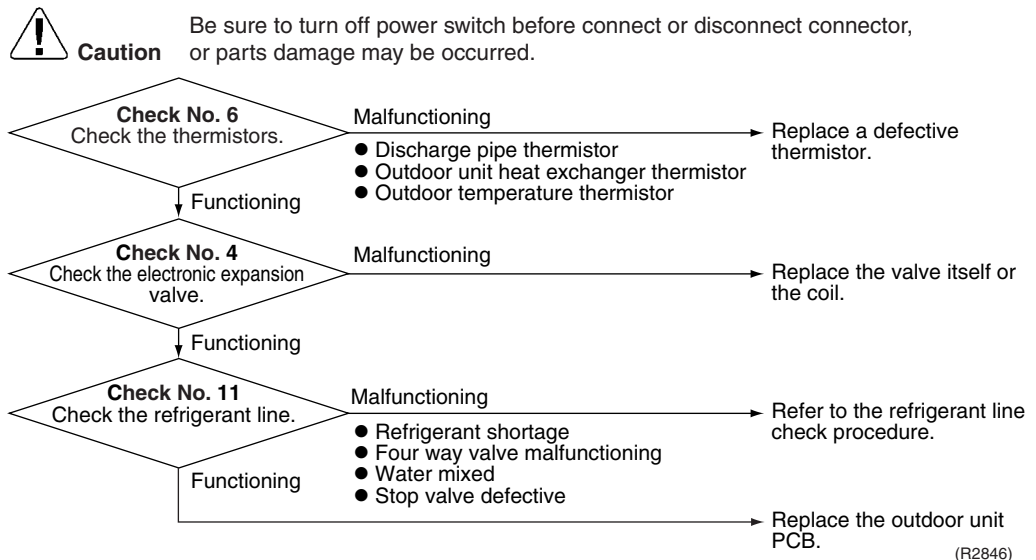 Be sure to turn off power switch before connect or disconnect connector,
Caution or parts damage may be occurred.
Check No. 6
Check the thermistors.
Malfunctioning
● Discharge pipe thermistor
● Outdoor unit heat exchanger thermistor
● Outdoor temperature thermistor
Replace a defective
thermistor.
Functioning
Check No. 4
Check the electronic expansion
valve.
Malfunctioning
Replace the valve itself or
the coil.
Functioning
Check No. 11
Check the refrigerant line.
Malfunctioning
● Refrigerant shortage
● Four way valve malfunctioning
● Water mixed
● Stop valve defective
Refer to the refrigerant line
check procedure.
Functioning
Replace the outdoor unit
PCB.
(R2846)